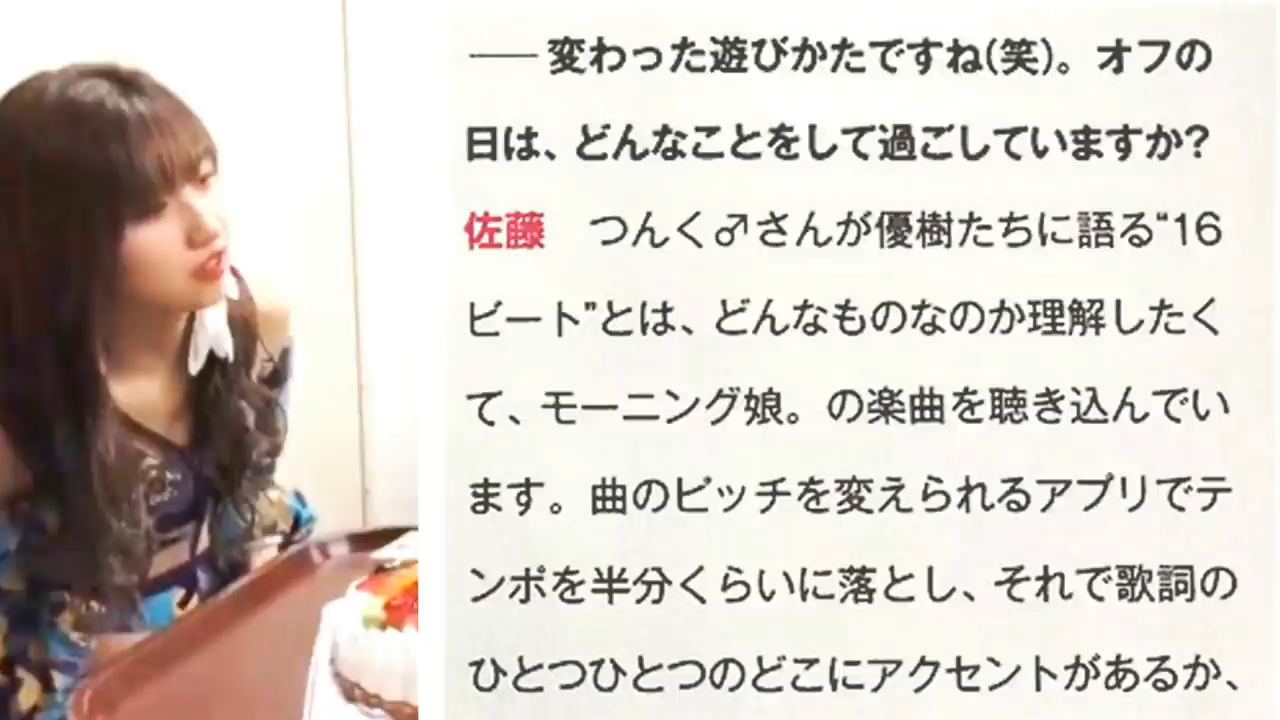 ――変わった遊びかたですね(笑)。オフの
日は、どんなことをして過ごしていますか?
佐藤　つんく♂さんが優樹たちに語る“16
ビート”とは、どんなものなのか理解したく
て、モーニング娘。の楽曲を聴き込んでい
ます。曲のピッチを変えられるアプリでテ
ンポを半分くらいに落とし、それで歌詞の
ひとつひとつのどこにアクセントがあるか、